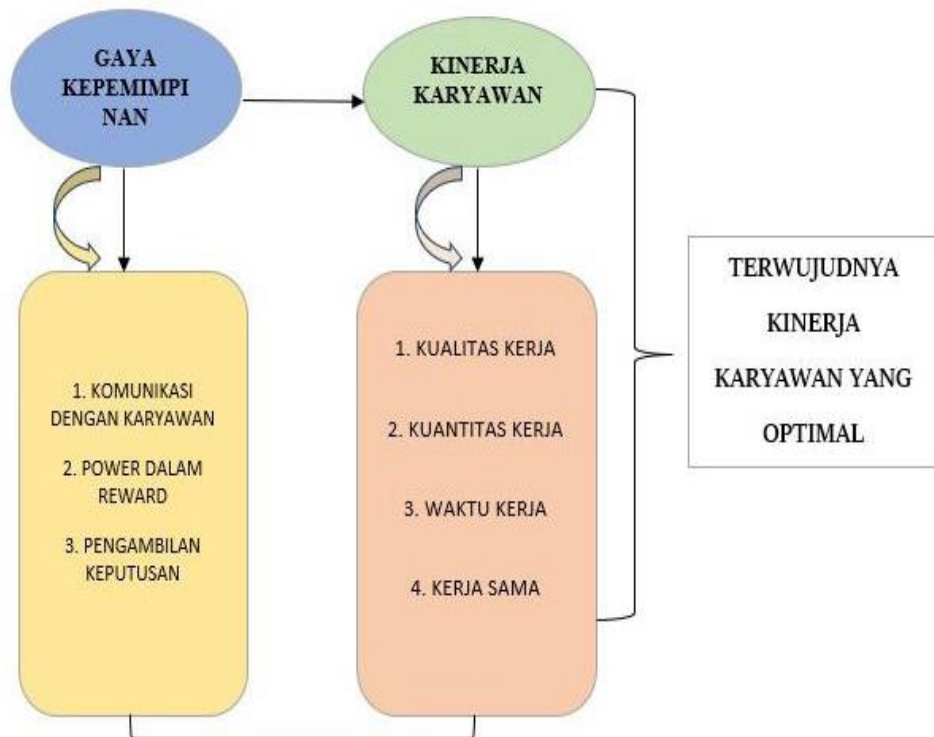 GAYA
KEPEMIMPI
NAN
KINERJA
KARYAWAN
1. KOMUNIKASI
DENGAN KARYAWAN
2. POWER DALAM
REWARD
3. PENGAMBILAN
KEPUTUSAN
1. KUALITAS KERJA
2. KUANTITAS KERJA
3. WAKTU KERJA
4. KERJA SAMA
TERWUJUDNYA
KINERJA
KARYAWAN YANG
OPTIMAL